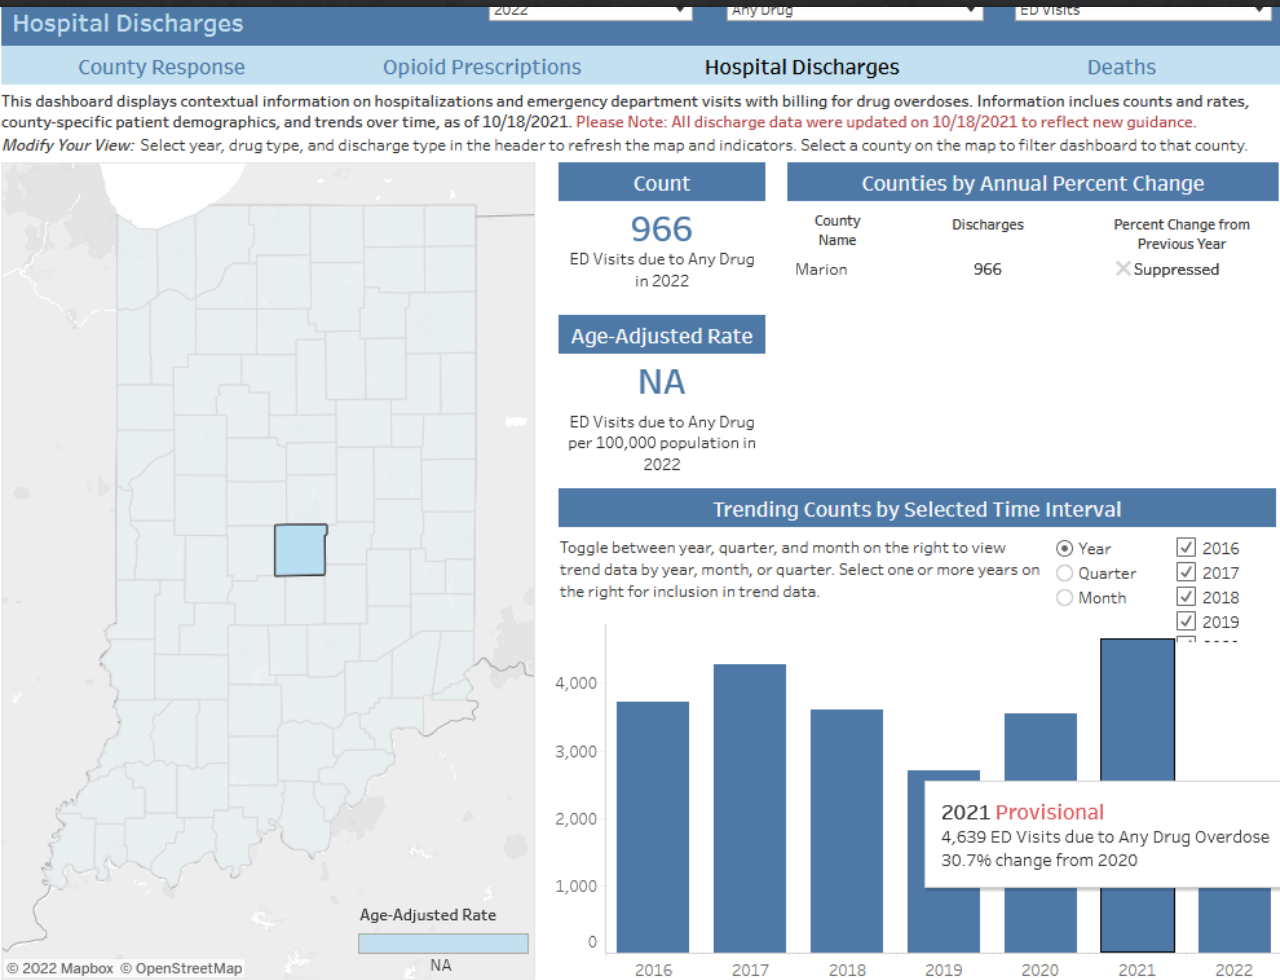 Hospital Discharges
2022
Any Drug
ED Visits
County Response
Opioid Prescriptions
Hospital Discharges
Deaths
This dashboard displays contextual information on hospitalizations and emergency department visits with billing for drug overdoses. Information inclues counts and rates,
county-specific patient demographics, and trends over time, as of 10/18/2021. Please Note: All discharge data were updated on 10/18/2021 to reflect new guidance.
Modify Your View: Select year, drug type, and discharge type in the header to refresh the map and indicators. Select a county on the map to filter dashboard to that county.
Count
966
ED Visits due to Any Drug
in 2022
Counties by Annual Percent Change
County
Name
Discharges
Percent Change from
Previous Year
Marion
966
Suppressed
Age-Adjusted Rate
NA
ED Visits due to Any Drug
per 100,000 population in
2022
Trending Counts by Selected Time Interval
Toggle between year, quarter, and month on the right to view
trend data by year, month, or quarter. Select one or more years on
the right for inclusion in trend data.
Year
Quarter
Month
2016
2017
2018
2019
4,000
3,000
2,000
1,000
0
2021 Provisional
4,639 ED Visits due to Any Drug Overdose
30.7% change from 2020
2016
2017
2018
2019
2020
2021
2022
Age-Adjusted Rate
NA
© 2022 Mapbox © OpenStreetMap